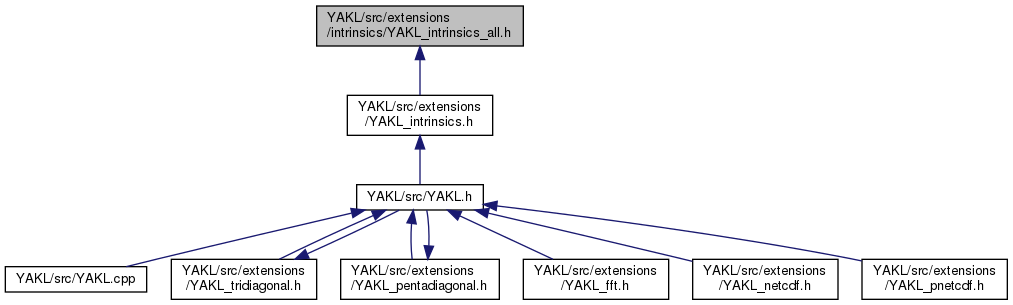 YAKL/src/extensions
/intrinsics/YAKL_intrinsics_all.h
YAKL/src/extensions
/YAKL_intrinsics.h
YAKL/src/YAKL.h
YAKL/src/YAKL.cpp
YAKL/src/extensions
/YAKL_tridiagonal.h
YAKL/src/extensions
/YAKL_pentadiagonal.h
YAKL/src/extensions
/YAKL_fft.h
YAKL/src/extensions
/YAKL_netcdf.h
YAKL/src/extensions
/YAKL_pnetcdf.h